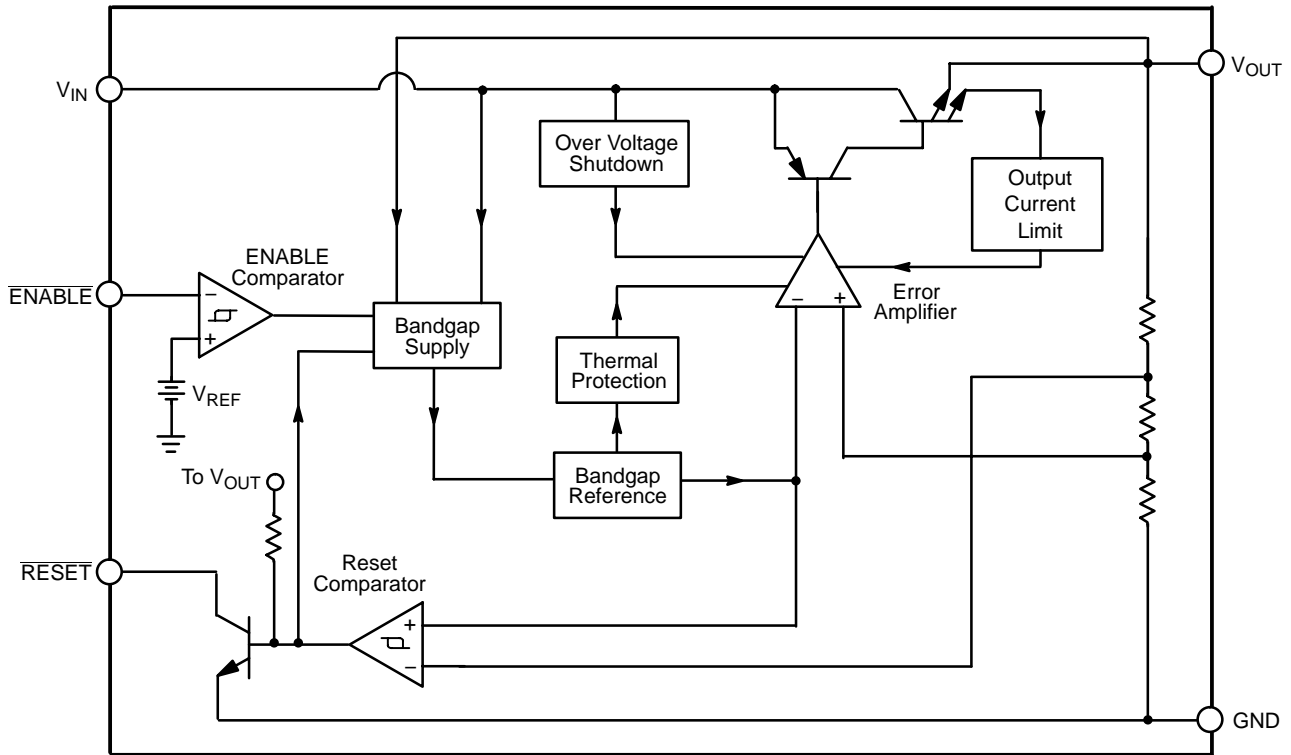 VIN
VOUT
Over Voltage
Shutdown
Output
Current
Limit
ENABLE
Comparator
ENABLE
−
+
Bandgap
Supply
− +
Error
Amplifier
Thermal
Protection
VREF
To VOUT
Bandgap
Reference
RESET
Reset
Comparator
+
−
GND